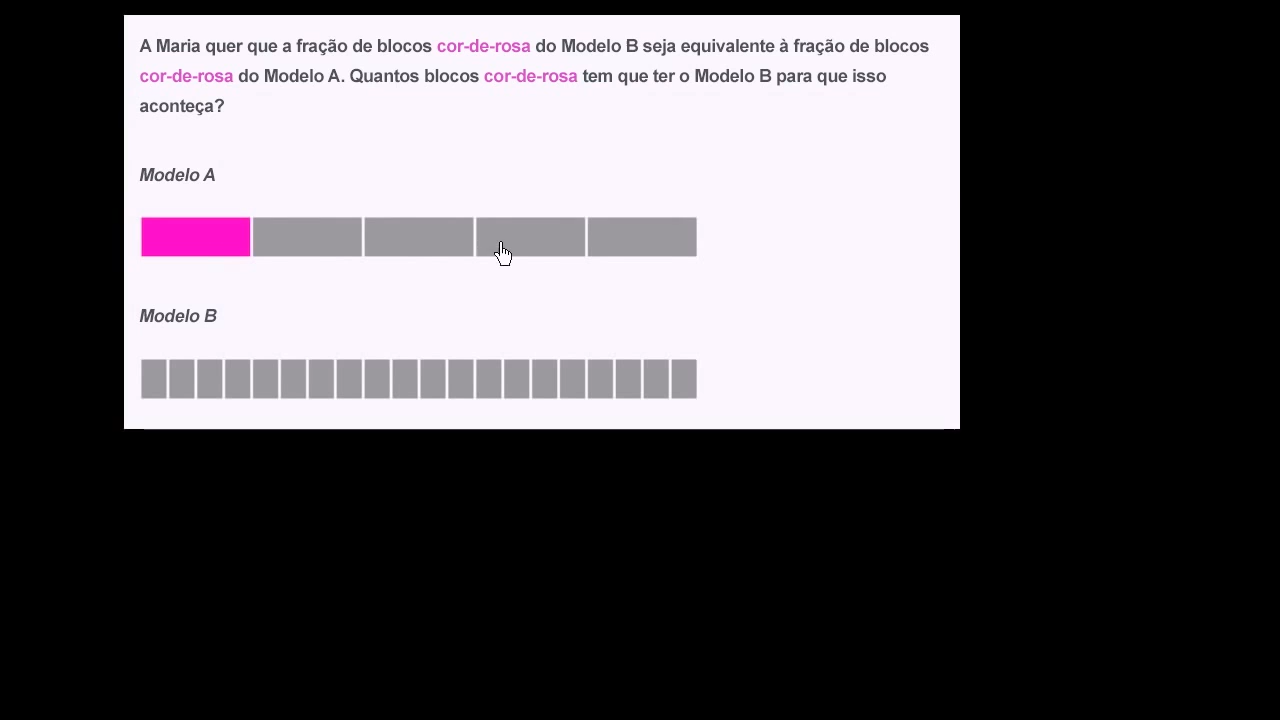 A Maria quer que a fração de blocos cor-de-rosa do Modelo B seja equivalente à fração de blocos
cor-de-rosa do Modelo A. Quantos blocos cor-de-rosa tem que ter o Modelo B para que isso
aconteça?
Modelo A
Modelo B